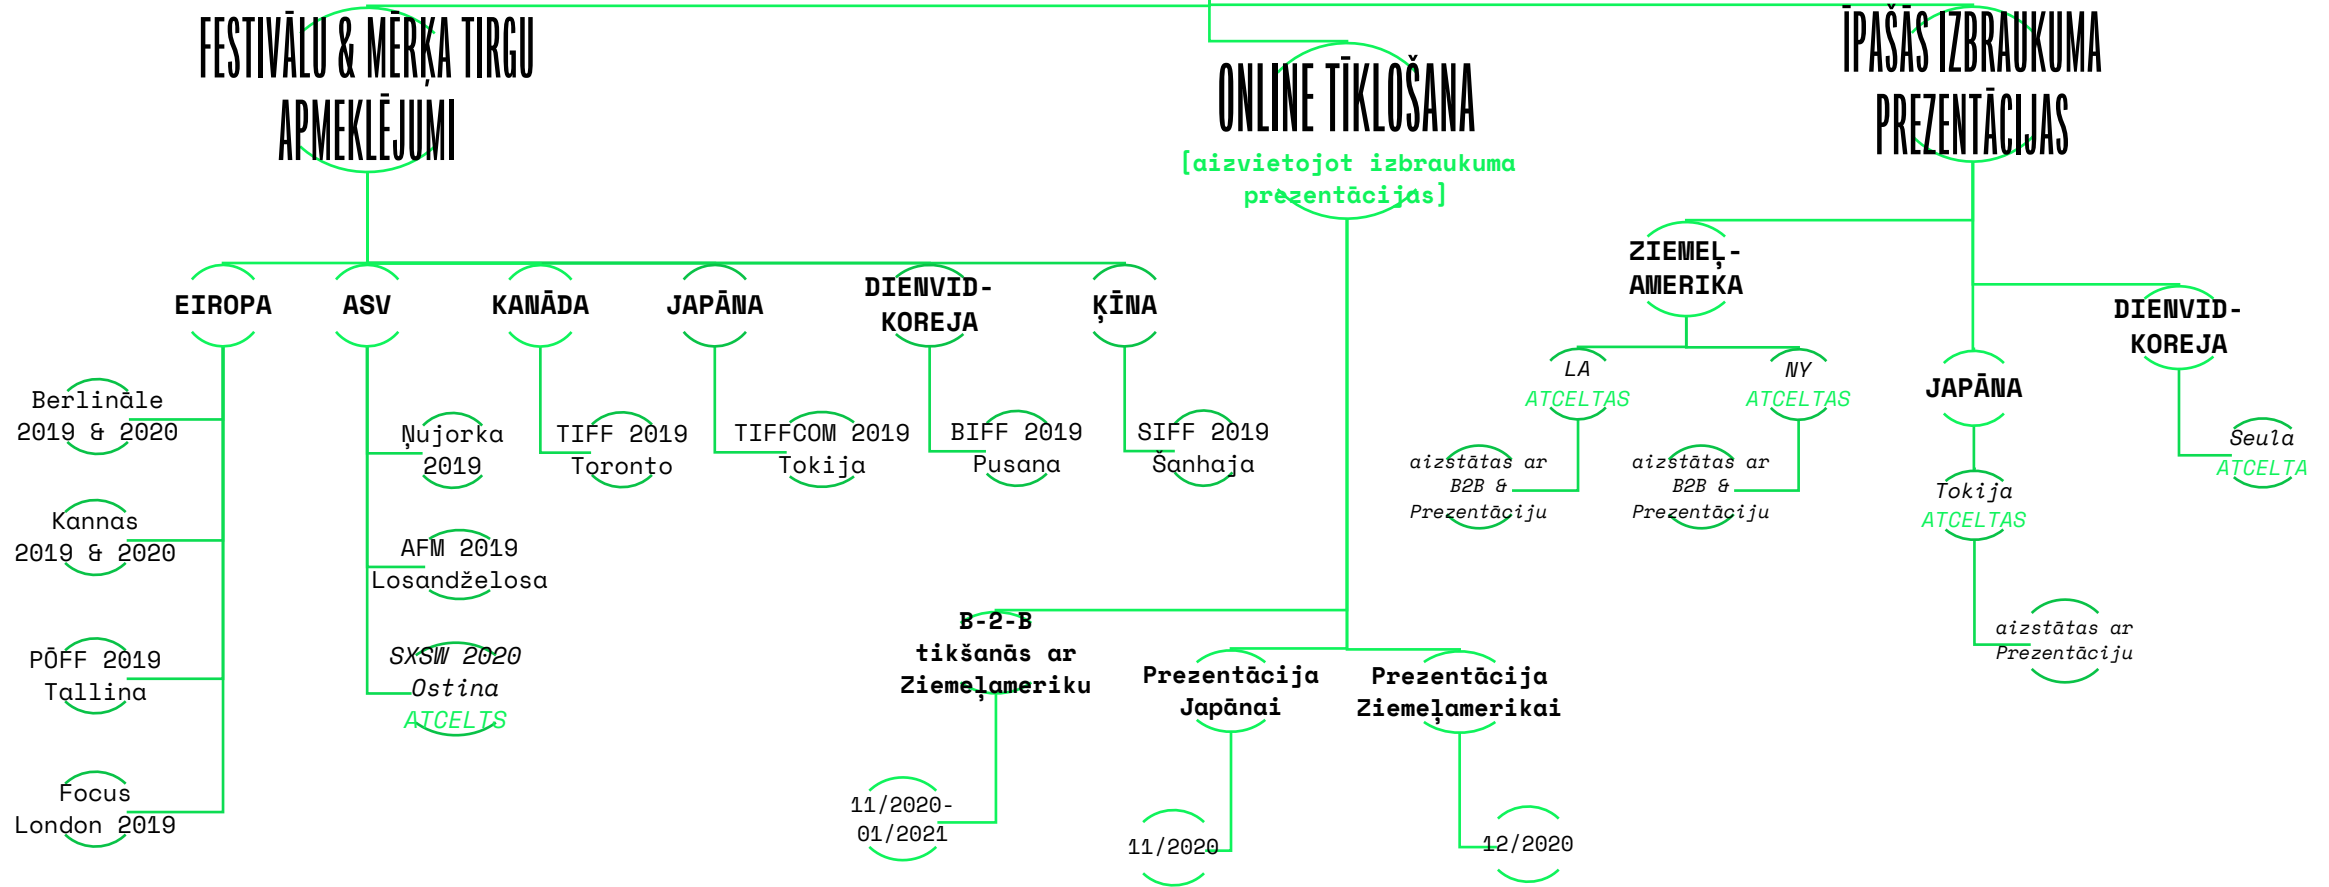 FESTIVĀLU & MĒRĶA TIRGU
APMEKLĒJUMI
EIROPA
Berlināle
2019 & 2020
Kannas
2019 & 2020
PÖFF 2019
Tallina
Focus
London 2019
ASV
Ņujorka
2019
AFM 2019
Losandželosa
SXSW 2020
Ostina
ATCELTS
KANĀDA
TIFF 2019
Toronto
JAPĀNA
TIFFCOM 2019
Tokija
DIENVID-
KOREJA
BIFF 2019
Pusana
ĶĪNA
SIFF 2019
Šanhaja
ONLINE TĪKLOŠANA
[aizvietojot izbraukuma
prezentācijas]
B-2-B
tikšanās ar
Ziemeļameriku
11/2020-
01/2021
Prezentācija
Japānai
11/2020
Prezentācija
Ziemeļamerikai
12/2020
ĪPAŠĀS IZBRAUKUMA
PREZENTĀCIJAS
ZIEMEĻ-
AMERIKA
LA
ATCELTAS
aizstātas ar
B2B &
Prezentāciju
NY
ATCELTAS
aizstātas ar
B2B &
Prezentāciju
JAPĀNA
Tokija
ATCELTAS
aizstātas ar
Prezentāciju
DIENVID-
KOREJA
Seula
ATCELTA